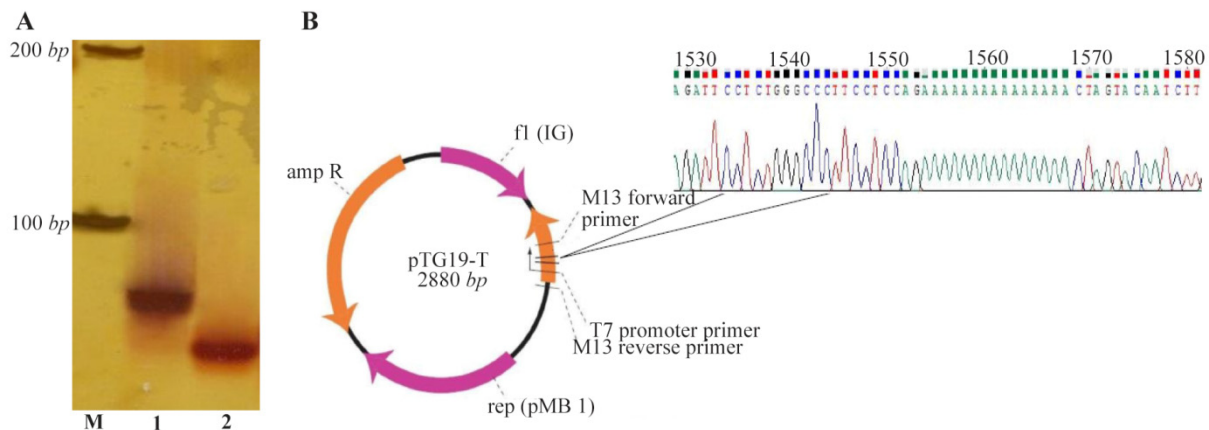 A
B
200 bp
100 bp
M 1 2
1530 1540 1550 1560 1570 1580
AGATTCCTCTGGGCCCTTCCTCCAGAAAAAAAAAAAAAAACTAGTACAATCTT
f1 (IG)
amp R
M13 forward
primer
pTG19-T
2880 bp
T7 promoter primer
M13 reverse primer
rep (pMB 1)